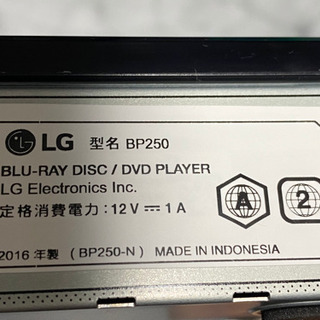 LG 型名 BP250
BLU-RAY DISC / DVD PLAYER
LG Electronics Inc.
A 2
定格消費電力: 12V ⎓ 1A
2016 年製 (BP250-N) MADE IN INDONESIA